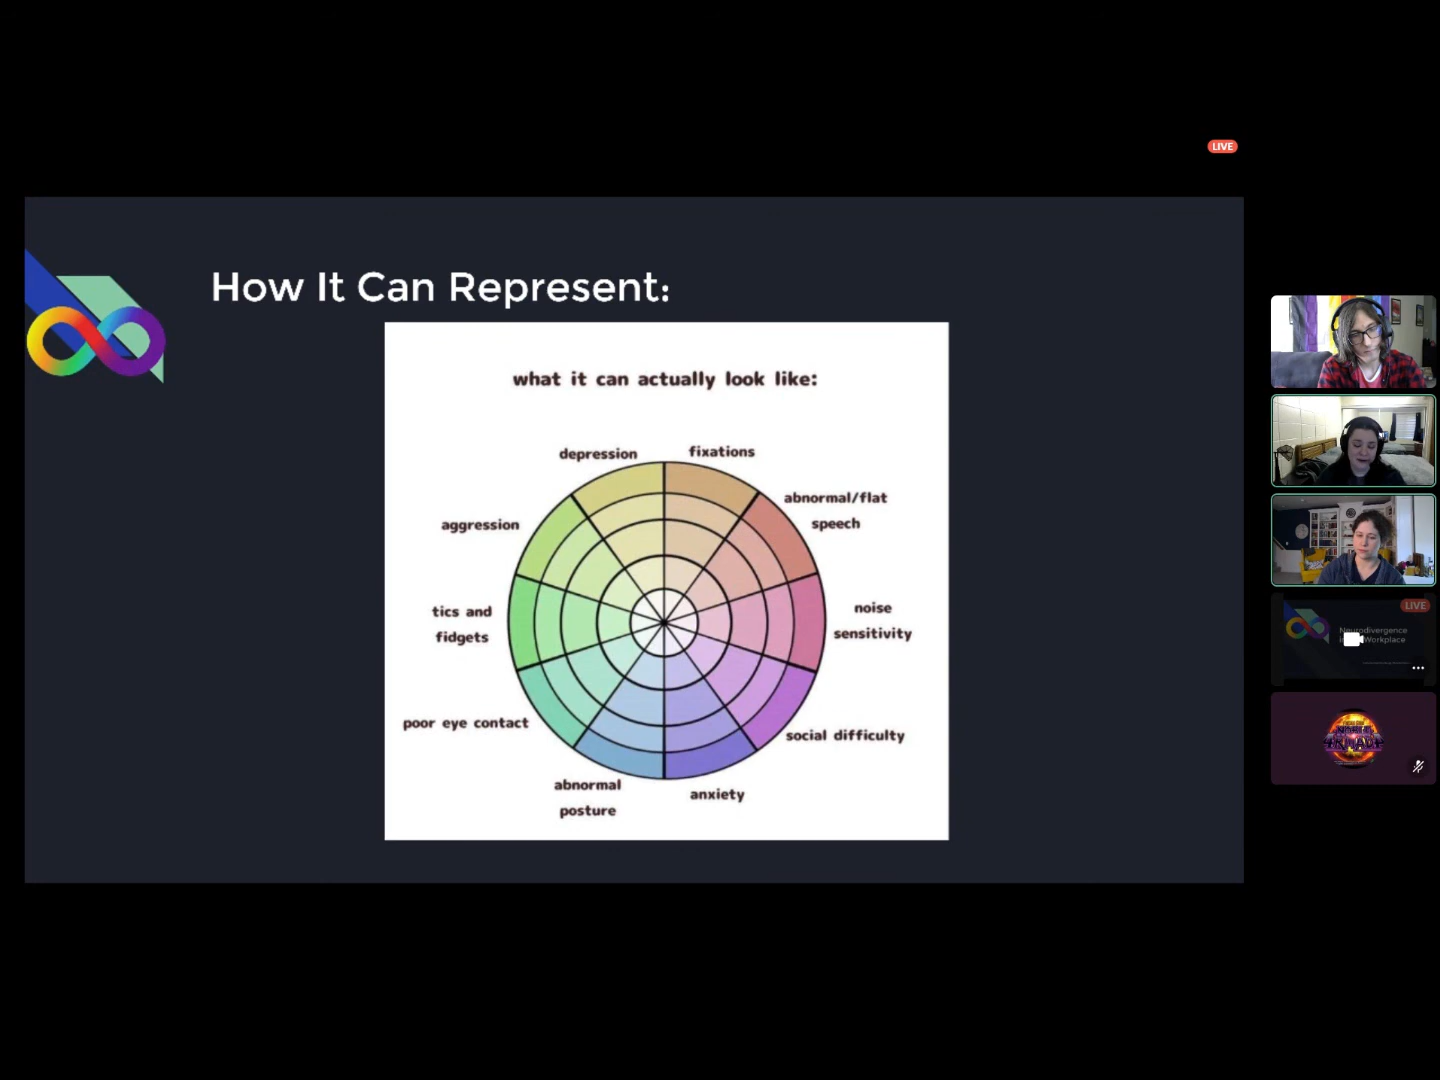 LIVE
How It Can Represent:
what it can actually look like:
depression
fixations
abnormal/flat
speech
aggression
tics and
fidgets
noise
sensitivity
poor eye contact
social difficulty
abnormal
posture
anxiety
LIVE
Neurodivergence
Workplace